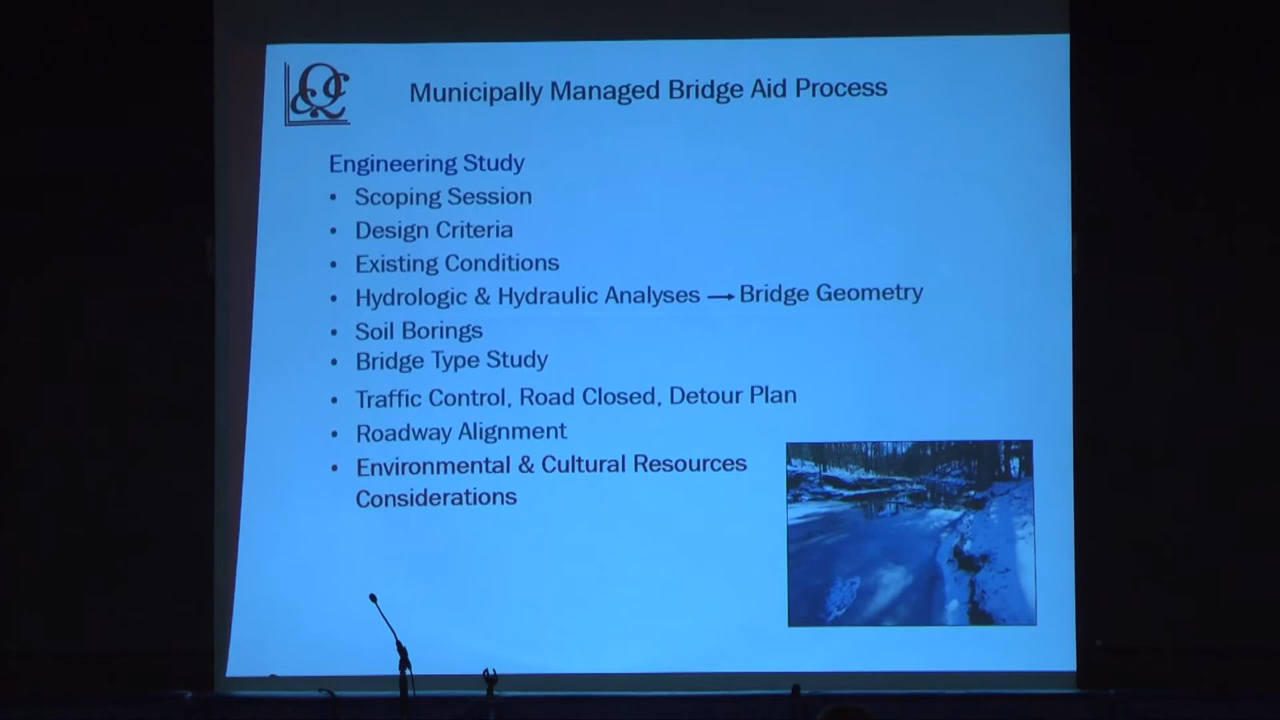 Municipally Managed Bridge Aid Process
Engineering Study
• Scoping Session
• Design Criteria
• Existing Conditions
• Hydrologic & Hydraulic Analyses → Bridge Geometry
• Soil Borings
• Bridge Type Study
• Traffic Control, Road Closed, Detour Plan
• Roadway Alignment
• Environmental & Cultural Resources
Considerations